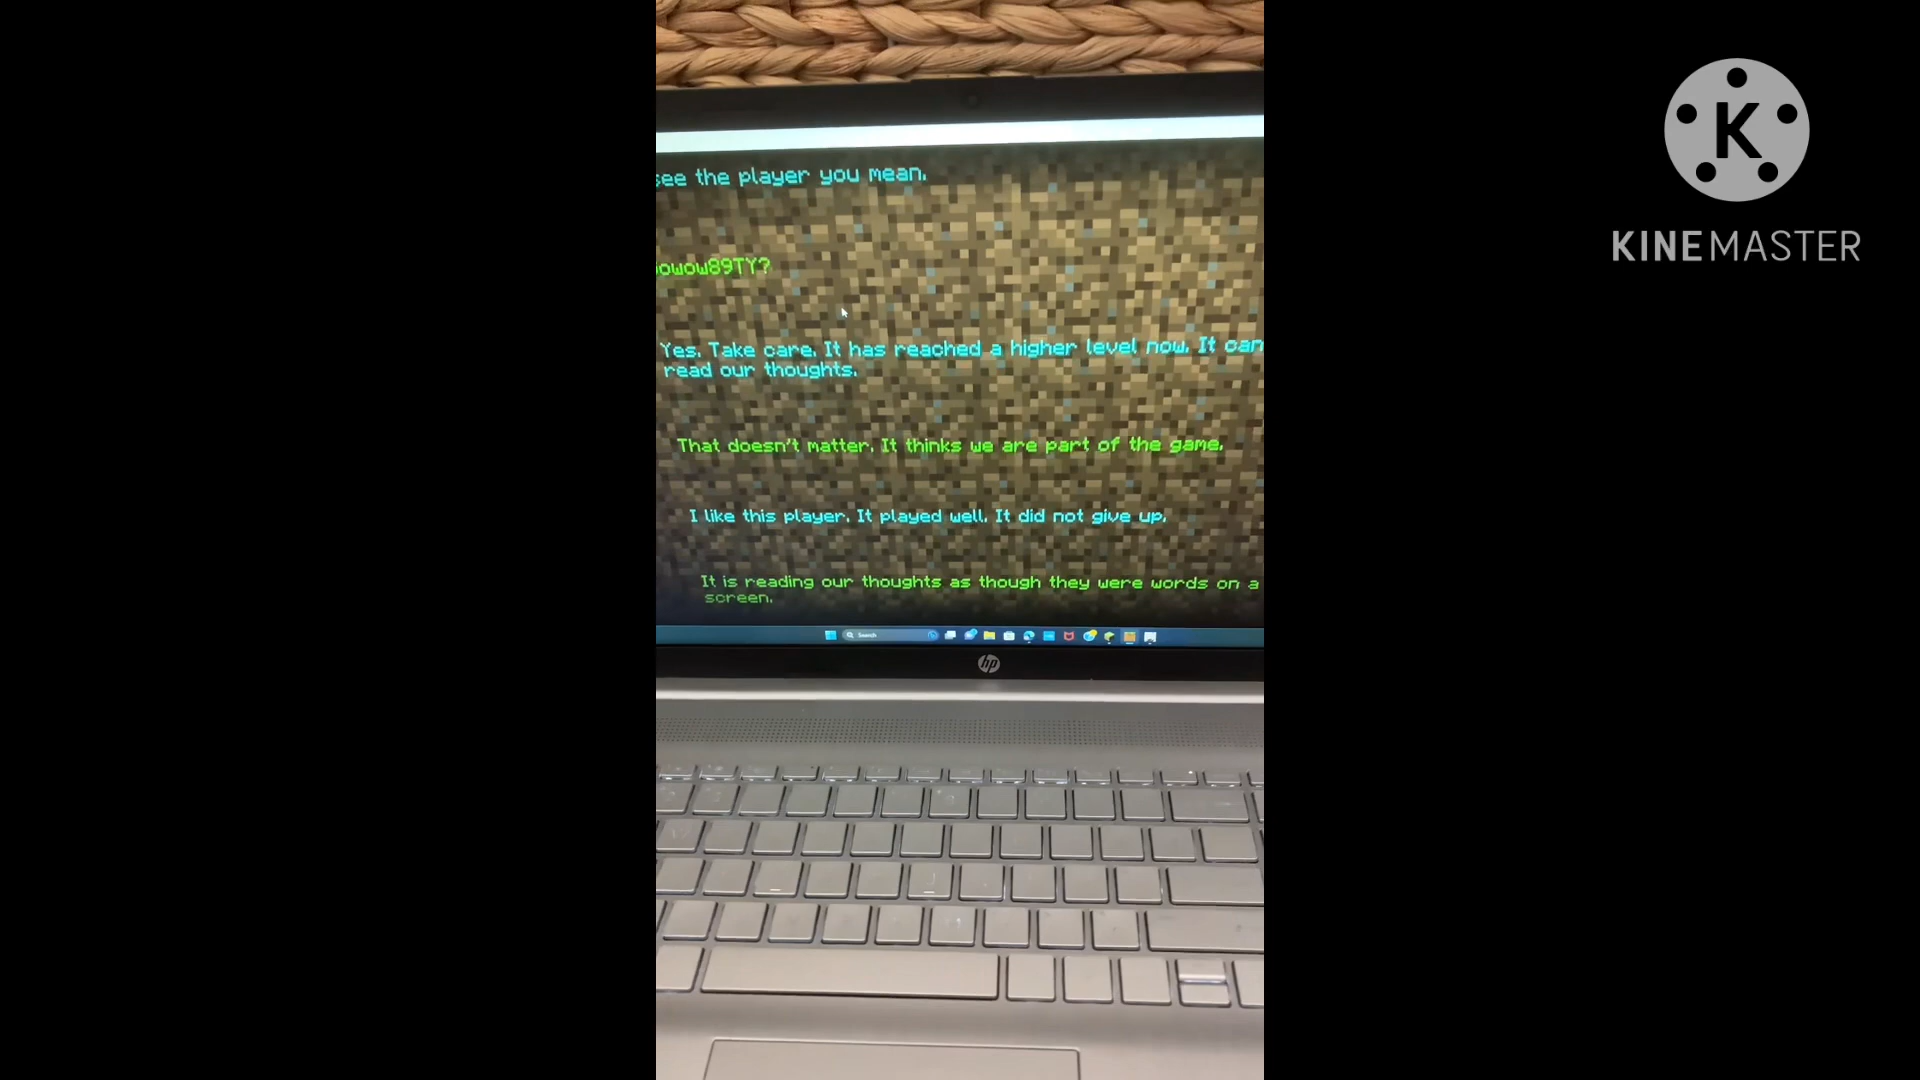 see the player you mean.
owow89TY?
Yes. Take care. It has reached a higher level now. It can
read our thoughts.
That doesn't matter. It thinks we are part of the game.
I like this player. It played well. It did not give up.
It is reading our thoughts as though they were words on a
screen.
Search
hp
K
KINEMASTER